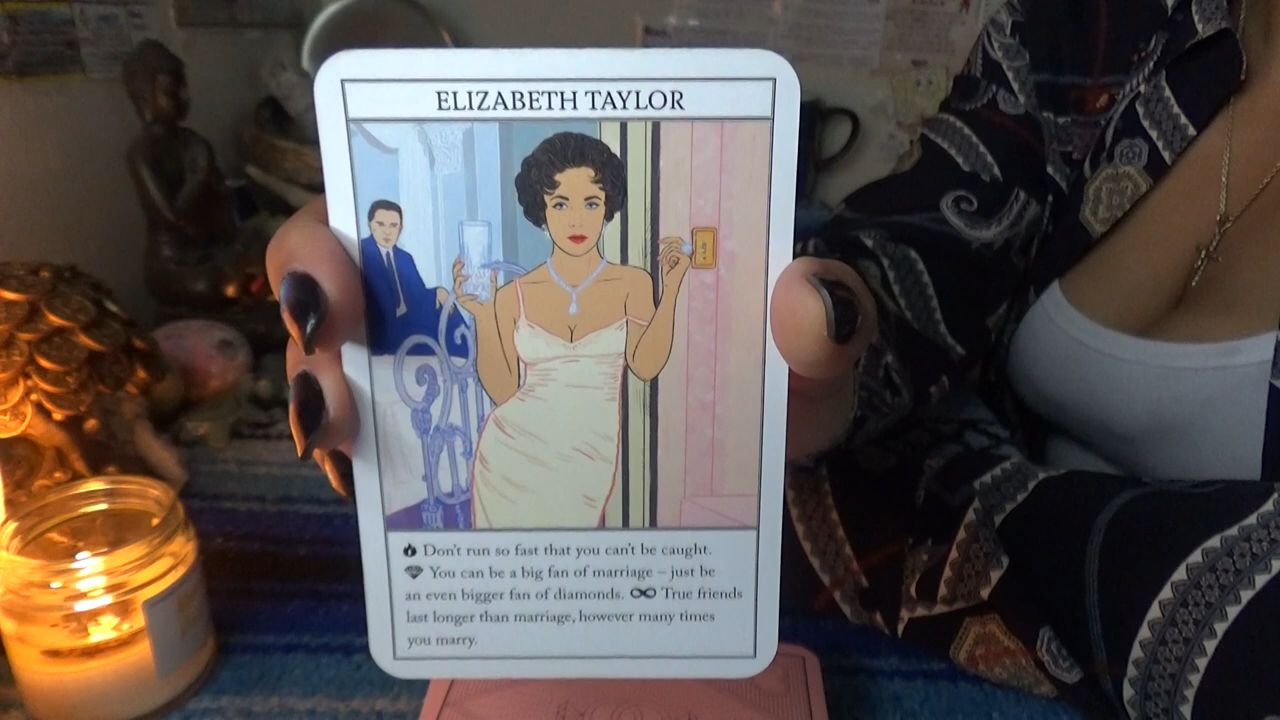 ELIZABETH TAYLOR
Don't run so fast that you can't be caught.
You can be a big fan of marriage – just be
an even bigger fan of diamonds. True friends
last longer than marriage, however many times
you marry.